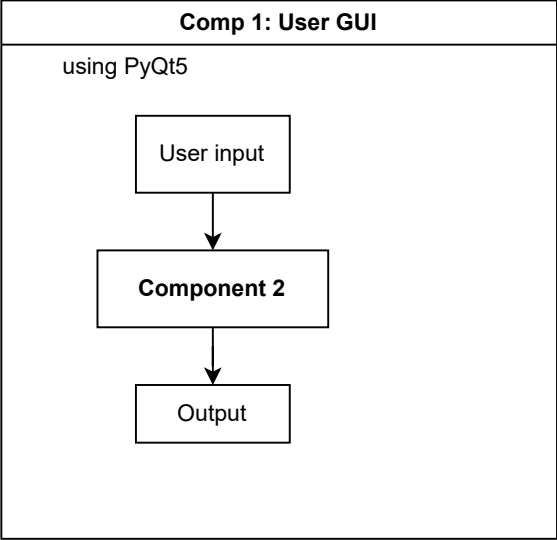 Comp 1: User GUI
using PyQt5
User input
Component 2
Output